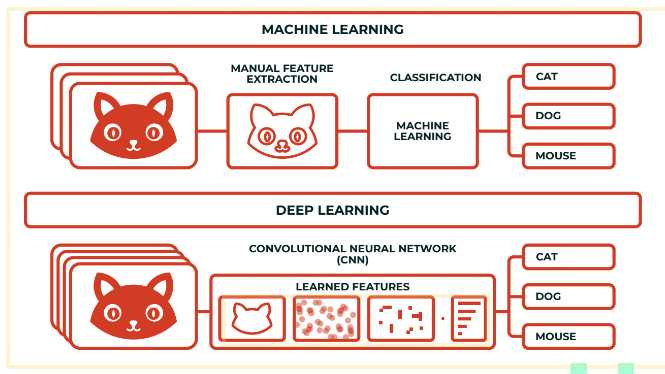 MACHINE LEARNING
MANUAL FEATURE
EXTRACTION
CLASSIFICATION
MACHINE
LEARNING
CAT
DOG
MOUSE
DEEP LEARNING
CONVOLUTIONAL NEURAL NETWORK
(CNN)
LEARNED FEATURES
CAT
DOG
MOUSE